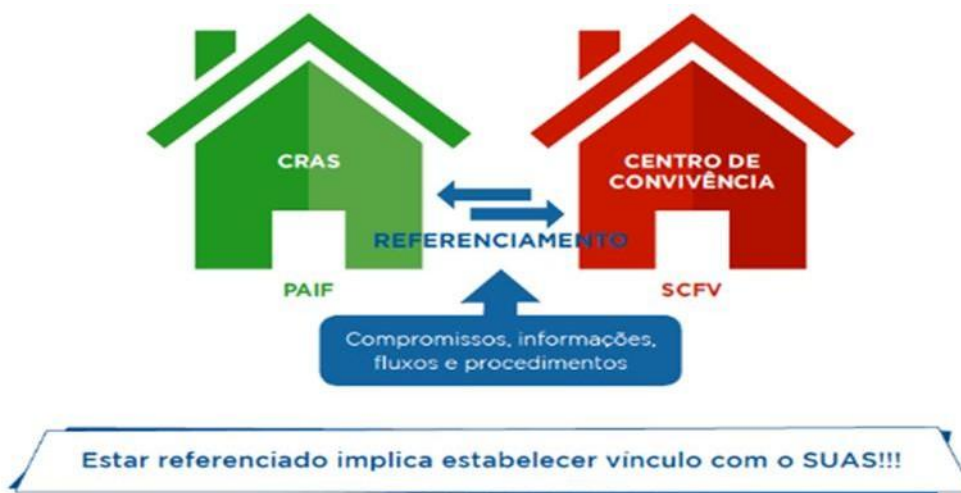 CRAS
CENTRO DE
CONVIVÊNCIA
REFERENCIAMENTO
PAIF
SCFV
Compromissos, informações,
fluxos e procedimentos
Estar referenciado implica estabelecer vínculo com o SUAS!!!